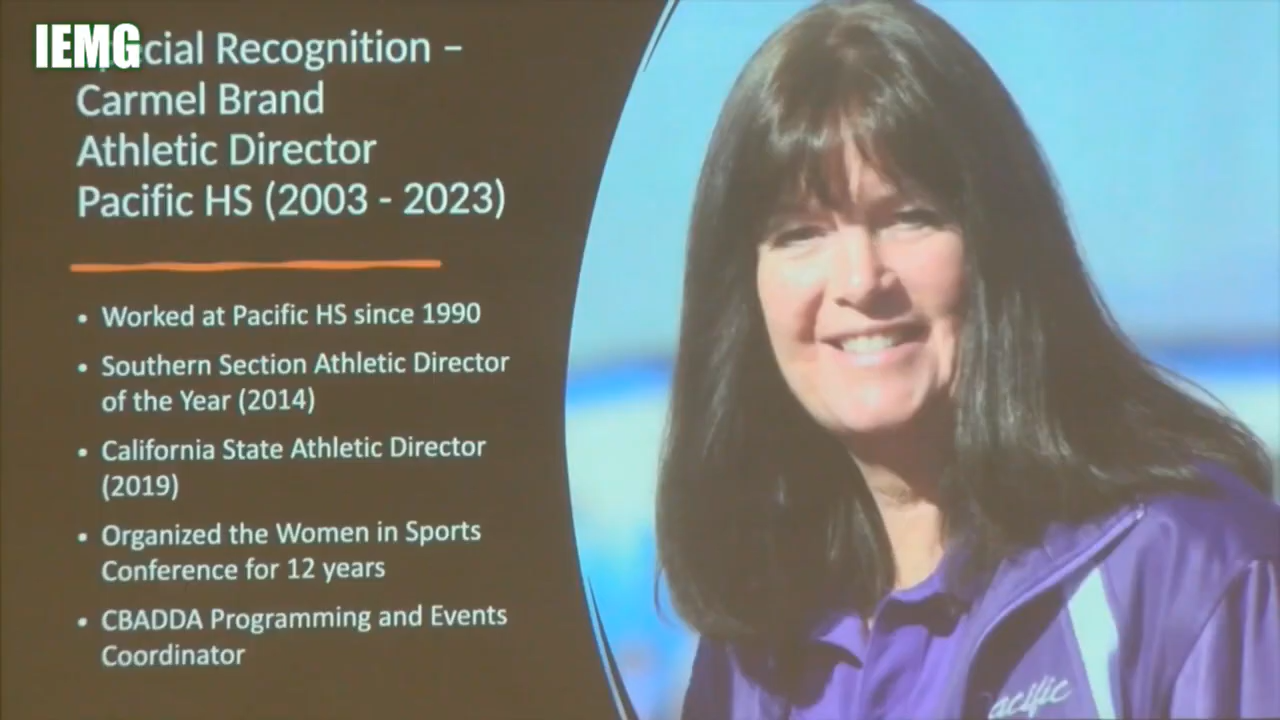 IEMG
cial Recognition –
Carmel Brand
Athletic Director
Pacific HS (2003 - 2023)
• Worked at Pacific HS since 1990
• Southern Section Athletic Director
of the Year (2014)
• California State Athletic Director
(2019)
• Organized the Women in Sports
Conference for 12 years
• CBADDA Programming and Events
Coordinator
acific